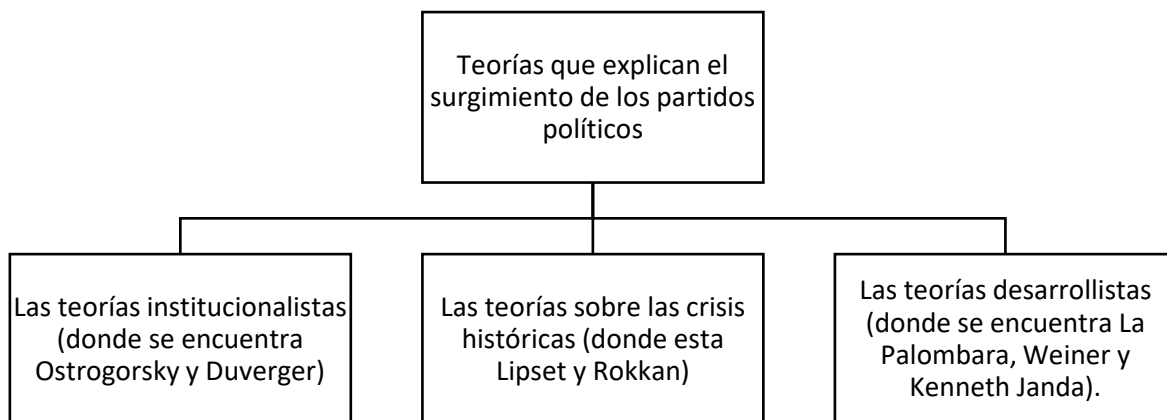 Teorías que explican el
surgimiento de los partidos
políticos
Las teorías institucionalistas
(donde se encuentra
Ostrogorsky y Duverger)
Las teorías sobre las crisis
históricas (donde esta
Lipset y Rokkan)
Las teorías desarrollistas
(donde se encuentra La
Palombara, Weiner y
Kenneth Janda).